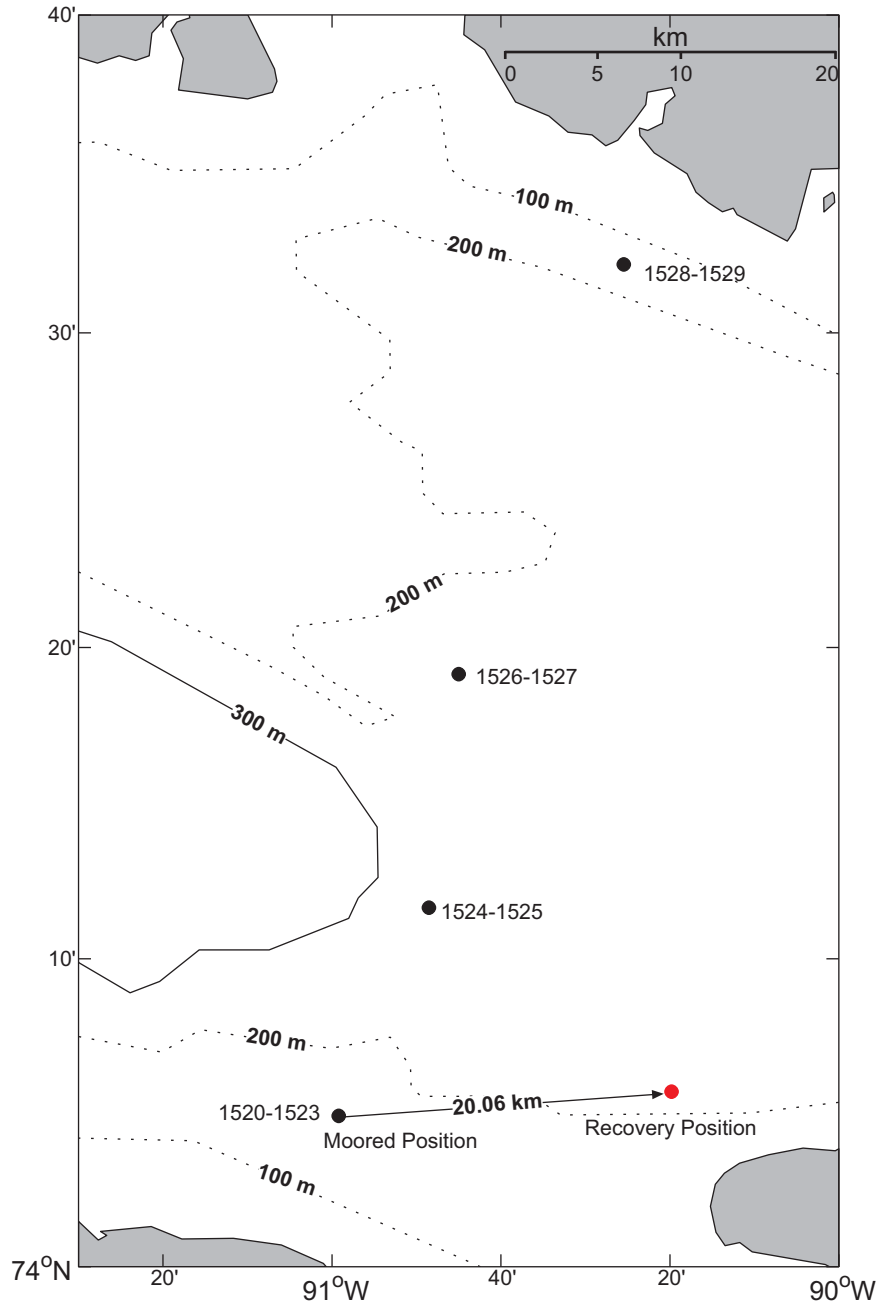 40'
km
0 5 10 20
100 m
200 m
1528-1529
30'
200 m
20'
1526-1527
300 m
1524-1525
10'
200 m
20.06 km
1520-1523
Recovery Position
Moored Position
100 m
74°N
20' 91°W 40' 20' 90°W